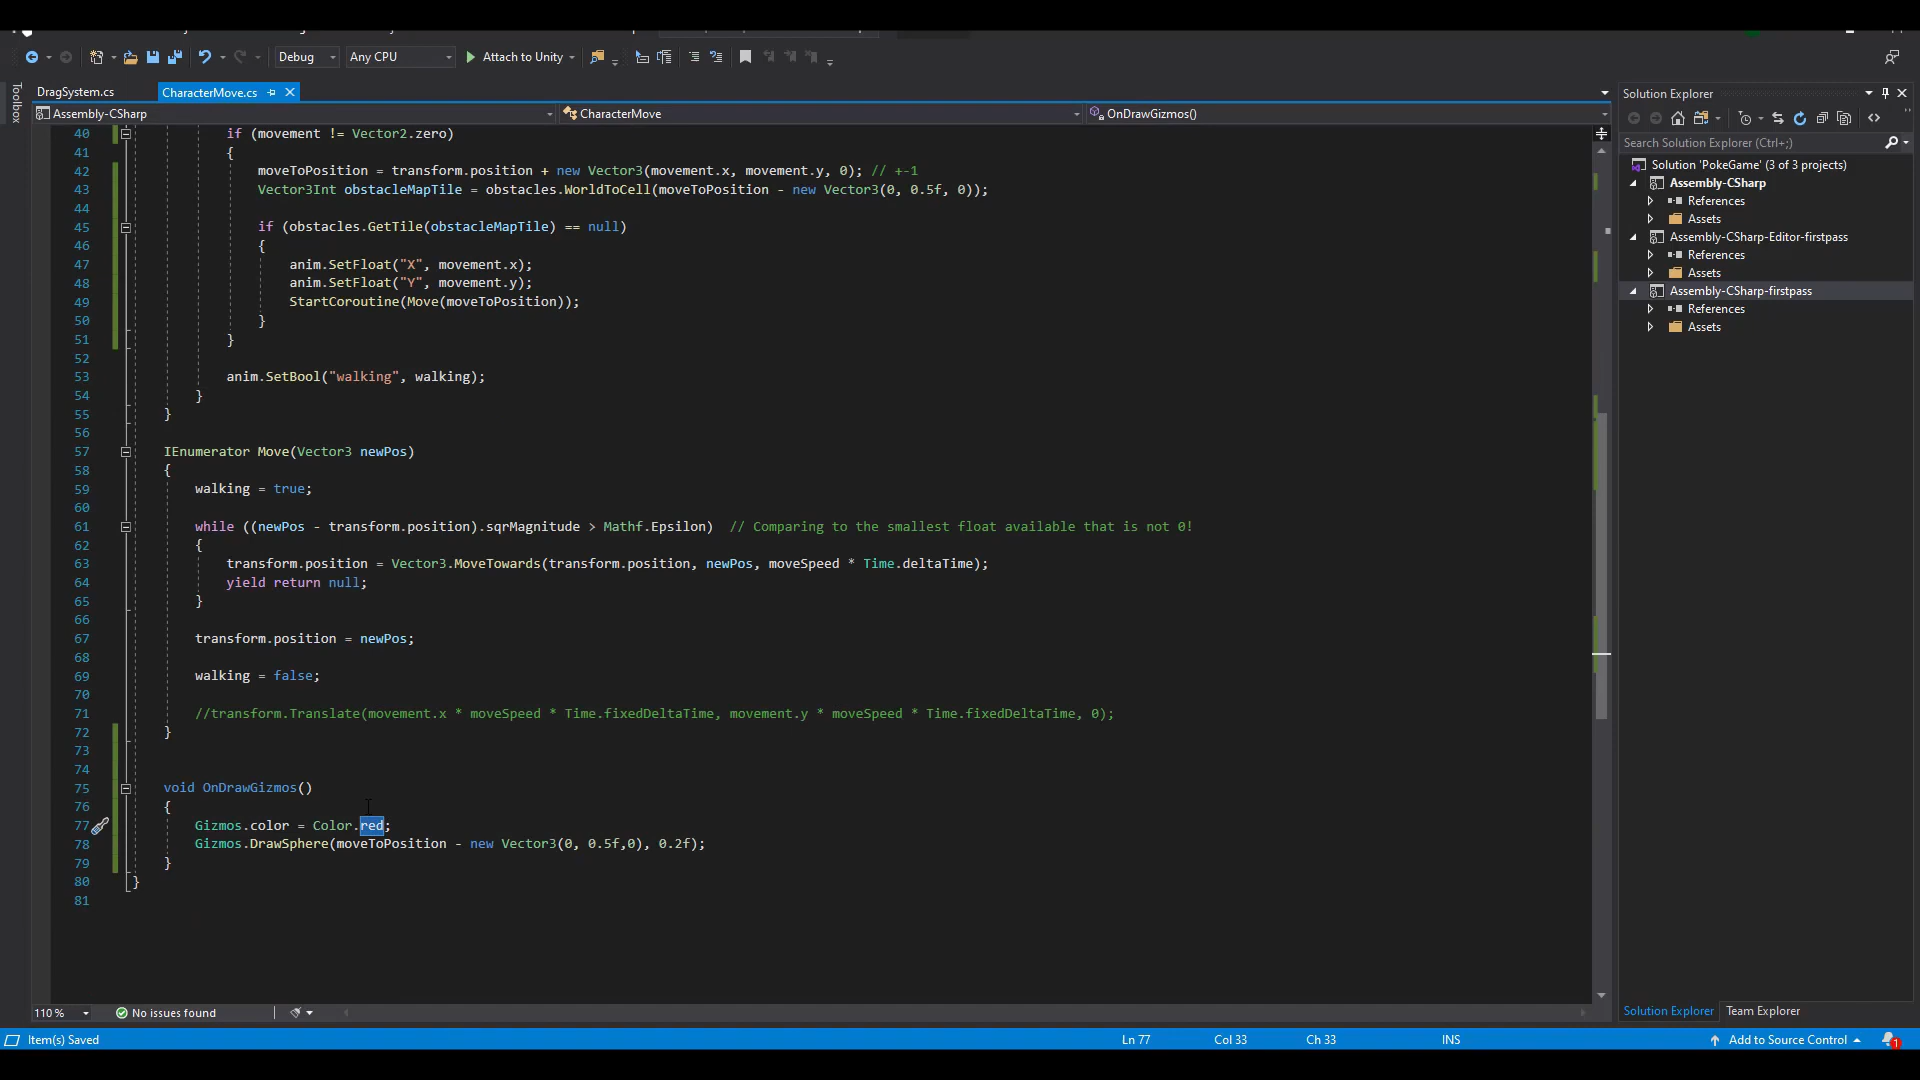 Debug
Any CPU
Attach to Unity
DragSystem.cs
CharacterMove.cs
Assembly-CSharp
CharacterMove
OnDrawGizmos()
Toolbox
40 if (movement != Vector2.zero)
41 {
42 moveToPosition = transform.position + new Vector3(movement.x, movement.y, 0); // +-1
43 Vector3Int obstacleMapTile = obstacles.WorldToCell(moveToPosition - new Vector3(0, 0.5f, 0));
44
45 if (obstacles.GetTile(obstacleMapTile) == null)
46 {
47 anim.SetFloat("X", movement.x);
48 anim.SetFloat("Y", movement.y);
49 StartCoroutine(Move(moveToPosition));
50 }
51 }
52
53 anim.SetBool("walking", walking);
54 }
55 }
56
57 IEnumerator Move(Vector3 newPos)
58 {
59 walking = true;
60
61 while ((newPos - transform.position).sqrMagnitude > Mathf.Epsilon) // Comparing to the smallest float available that is not 0!
62 {
63 transform.position = Vector3.MoveTowards(transform.position, newPos, moveSpeed * Time.deltaTime);
64 yield return null;
65 }
66
67 transform.position = newPos;
68
69 walking = false;
70
71 //transform.Translate(movement.x * moveSpeed * Time.fixedDeltaTime, movement.y * moveSpeed * Time.fixedDeltaTime, 0);
72 }
73
74
75 void OnDrawGizmos()
76 {
77 Gizmos.color = Color.red;
78 Gizmos.DrawSphere(moveToPosition - new Vector3(0, 0.5f,0), 0.2f);
79 }
80 }
81
Solution Explorer
Search Solution Explorer (Ctrl+;)
Solution 'PokeGame' (3 of 3 projects)
Assembly-CSharp
References
Assets
Assembly-CSharp-Editor-firstpass
References
Assets
Assembly-CSharp-firstpass
References
Assets
110 %
No issues found
Solution Explorer
Team Explorer
Item(s) Saved
Ln 77
Col 33
Ch 33
INS
Add to Source Control
1